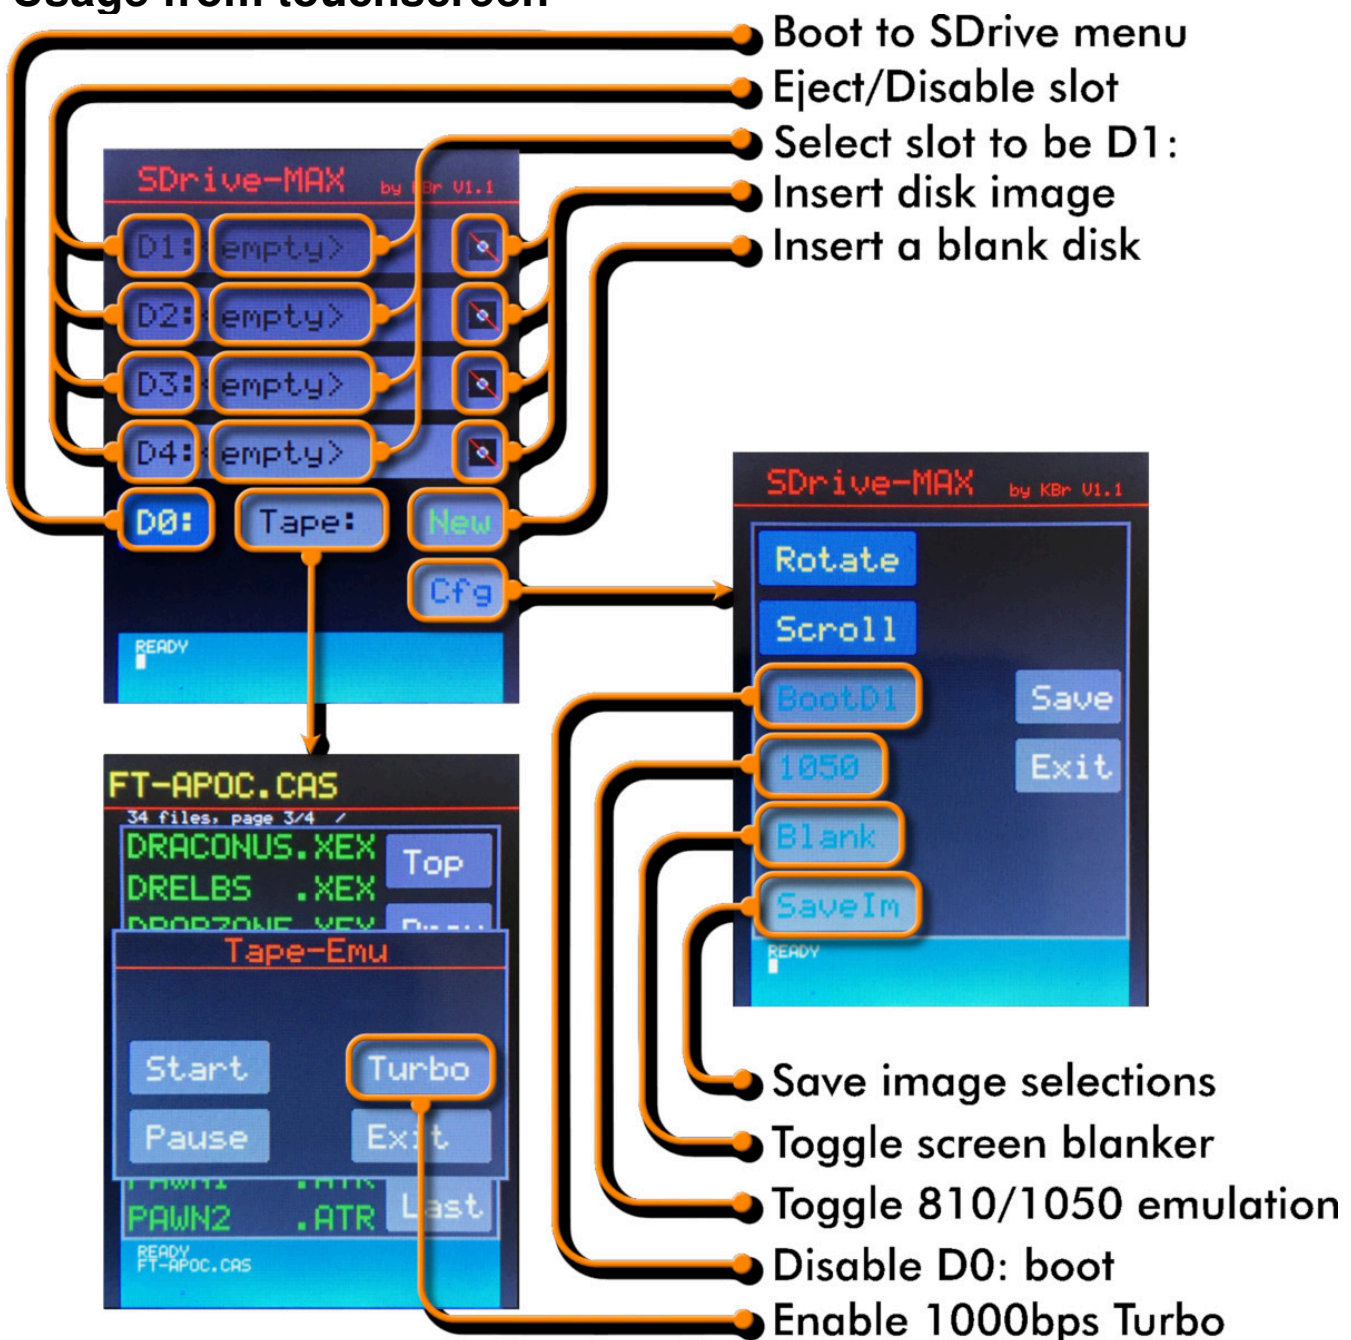 Usage from touchscreen
Boot to SDrive menu
Eject/Disable slot
Select slot to be D1:
Insert disk image
Insert a blank disk
SDrive-MAX by KBr V1.1
D1:<empty>
D2:<empty>
D3:<empty>
D4:<empty>
D0: Tape: New
Cfg
READY
SDrive-MAX by KBr V1.1
Rotate
Scroll
BootD1 Save
1050 Exit
Blank
SaveIm
READY
FT-APOC.CAS
34 files, page 3/4 /
DRACONUS.XEX Top
DRELBS .XEX
.XEX
Tape-Emu
Start Turbo
Pause Exit
PAWN1 .ATR
PAWN2 .ATR Last
READY
FT-APOC.CAS
Save image selections
Toggle screen blanker
Toggle 810/1050 emulation
Disable D0: boot
Enable 1000bps Turbo